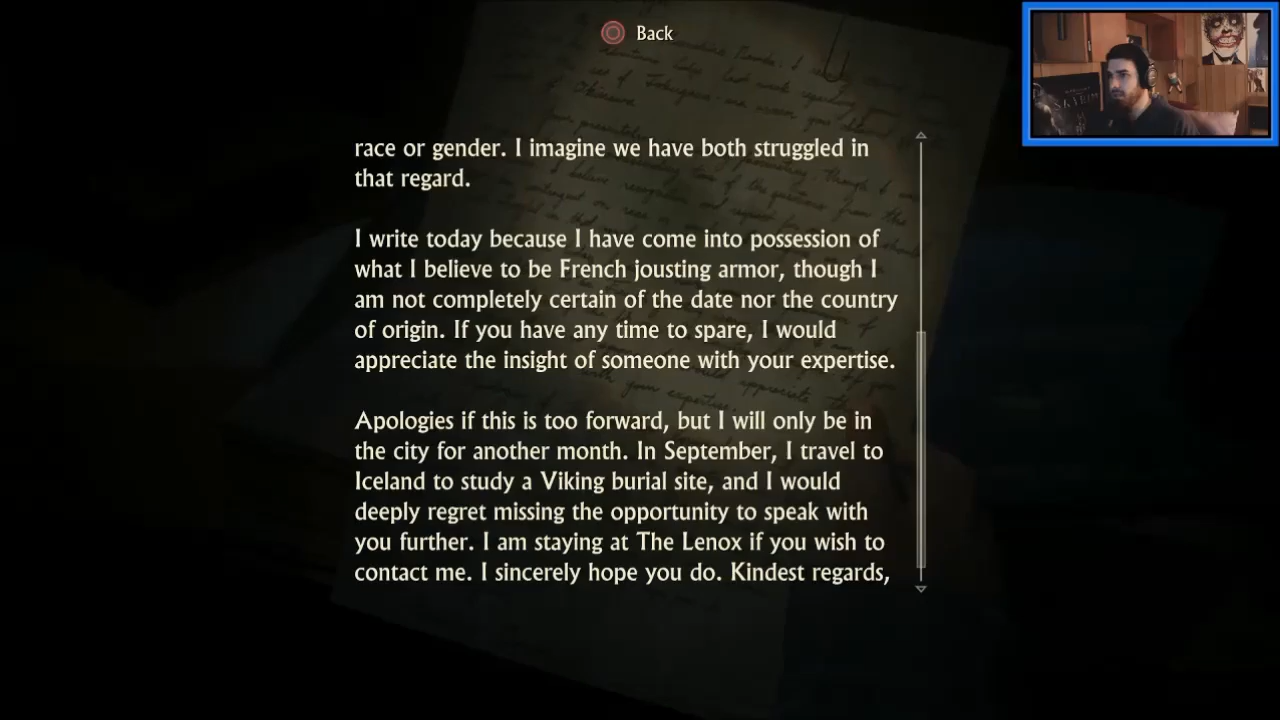 Back
race or gender. I imagine we have both struggled in
that regard.
I write today because I have come into possession of
what I believe to be French jousting armor, though I
am not completely certain of the date nor the country
of origin. If you have any time to spare, I would
appreciate the insight of someone with your expertise.
Apologies if this is too forward, but I will only be in
the city for another month. In September, I travel to
Iceland to study a Viking burial site, and I would
deeply regret missing the opportunity to speak with
you further. I am staying at The Lenox if you wish to
contact me. I sincerely hope you do. Kindest regards,